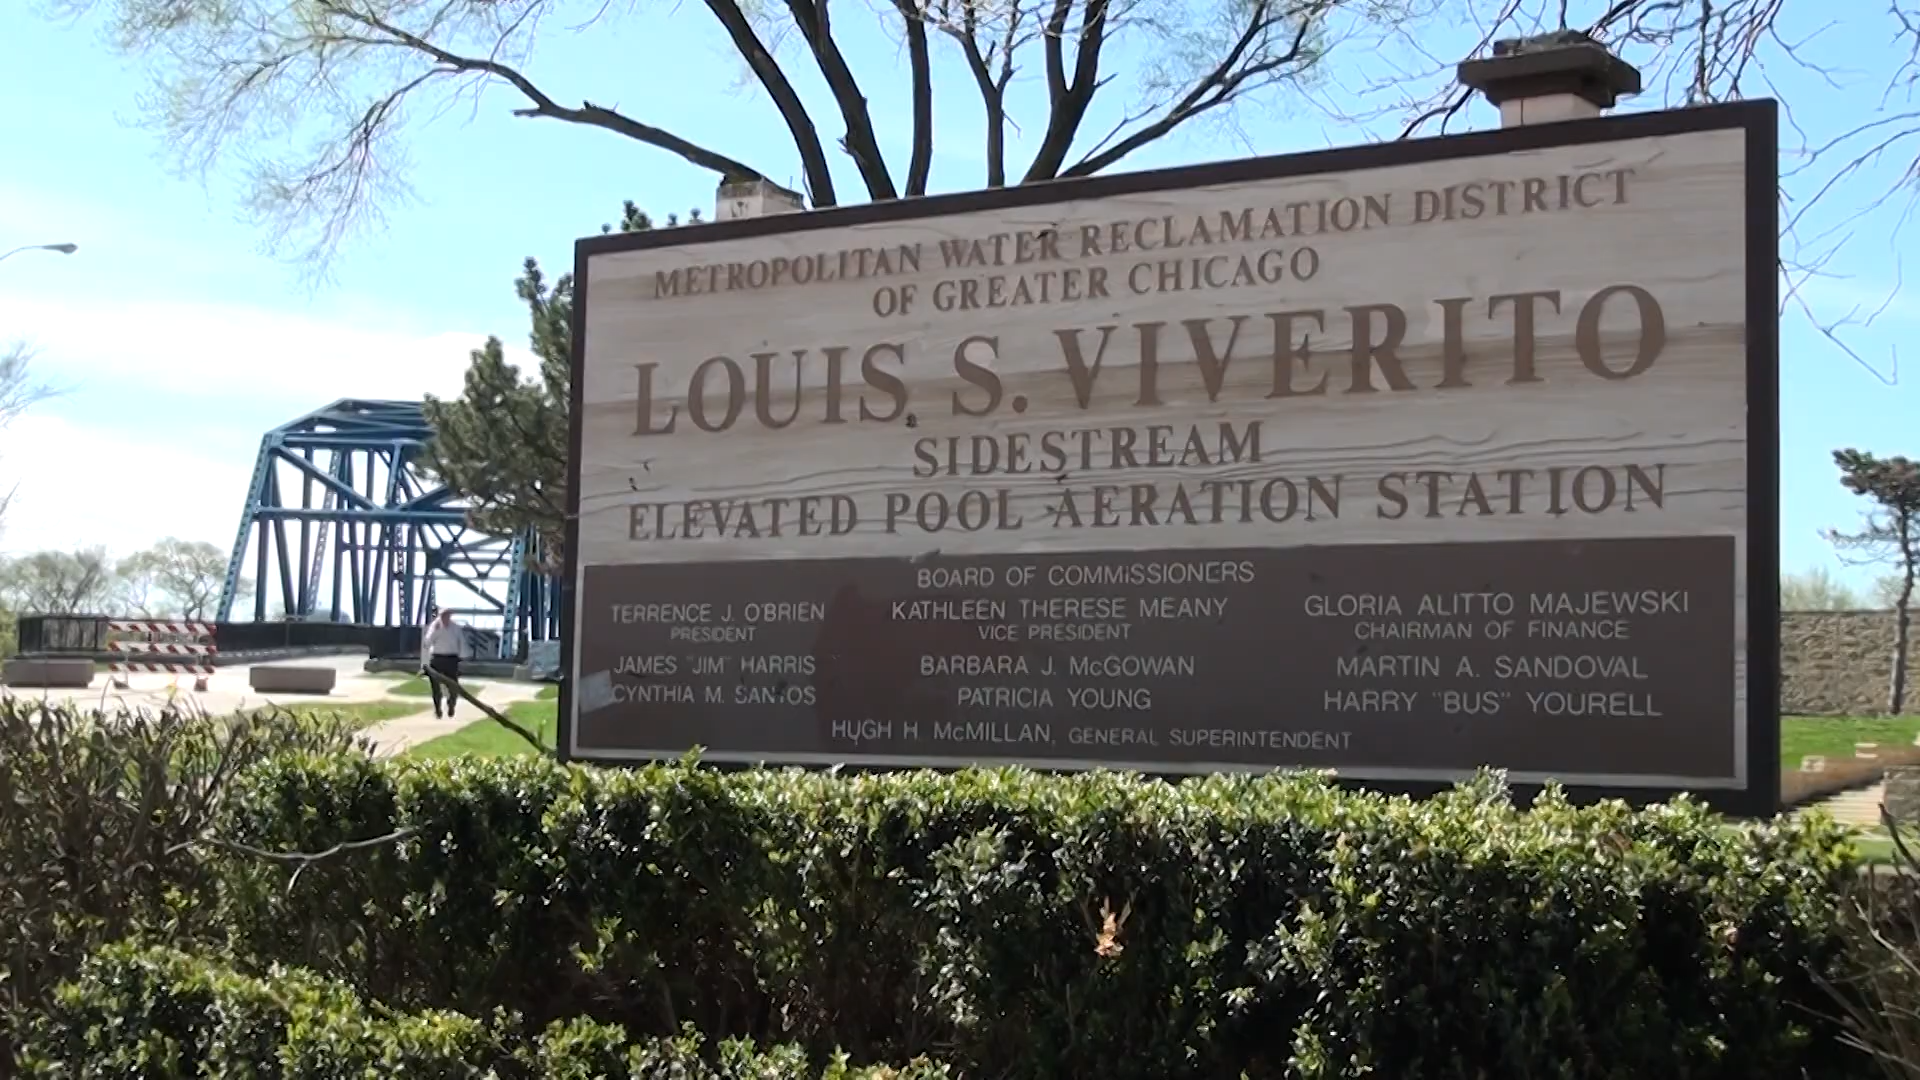 METROPOLITAN WATER RECLAMATION DISTRICT
OF GREATER CHICAGO
LOUIS S. VIVERITO
SIDESTREAM
ELEVATED POOL AERATION STATION
BOARD OF COMMISSIONERS
TERRENCE J. O'BRIEN KATHLEEN THERESE MEANY GLORIA ALITTO MAJEWSKI
PRESIDENT VICE PRESIDENT CHAIRMAN OF FINANCE
JAMES "JIM" HARRIS BARBARA J. McGOWAN MARTIN A. SANDOVAL
CYNTHIA M. SANTOS PATRICIA YOUNG HARRY "BUS" YOURELL
HUGH H McMILLAN, GENERAL SUPERINTENDENT